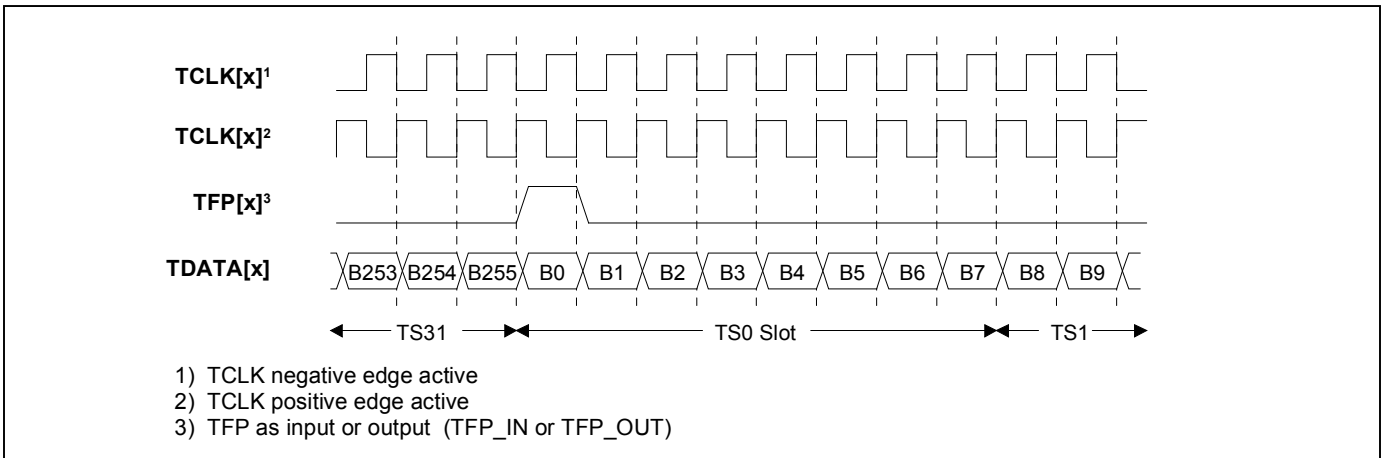 TCLK[x]¹
TCLK[x]²
TFP[x]³
TDATA[x] B253 B254 B255 B0 B1 B2 B3 B4 B5 B6 B7 B8 B9
TS31 TS0 Slot TS1
1) TCLK negative edge active
2) TCLK positive edge active
3) TFP as input or output (TFP_IN or TFP_OUT)